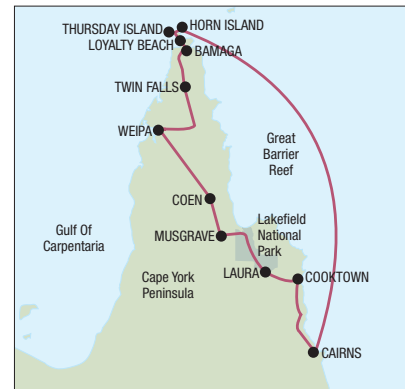 HORN ISLAND
THURSDAY ISLAND
LOYALTY BEACH
BAMAGA
TWIN FALLS
WEIPA
Great
Barrier
Reef
COEN
Lakefield
National
Park
Gulf Of
Carpentaria
MUSGRAVE
Cape York
Peninsula
LAURA
COOKTOWN
CAIRNS